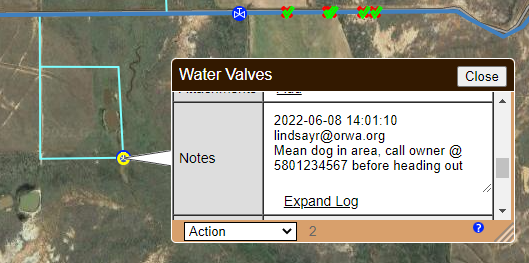 Water Valves
Close
Notes
2022-06-08 14:01:10
lindsayr@orwa.org
Mean dog in area, call owner @
5801234567 before heading out
Expand Log
Action
2
?